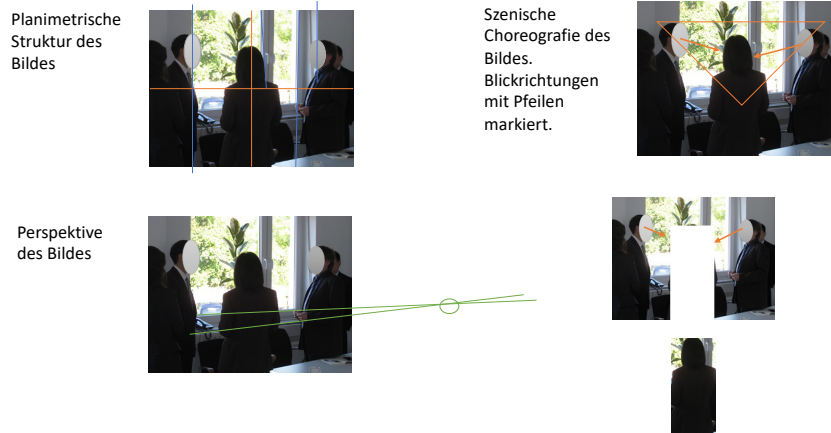 Planimetrische
Struktur des
Bildes
Szenische
Choreografie des
Bildes.
Blickrichtungen
mit Pfeilen
markiert.
Perspektive
des Bildes